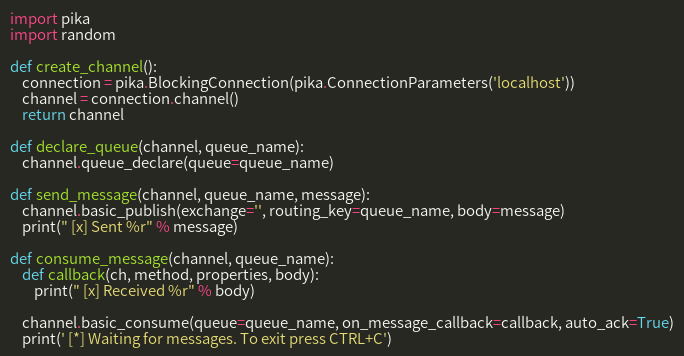 import pika
import random

def create_channel():
    connection = pika.BlockingConnection(pika.ConnectionParameters('localhost'))
    channel = connection.channel()
    return channel

def declare_queue(channel, queue_name):
    channel.queue_declare(queue=queue_name)

def send_message(channel, queue_name, message):
    channel.basic_publish(exchange='', routing_key=queue_name, body=message)
    print(" [x] Sent %r" % message)

def consume_message(channel, queue_name):
    def callback(ch, method, properties, body):
        print(" [x] Received %r" % body)

    channel.basic_consume(queue=queue_name, on_message_callback=callback, auto_ack=True)
    print(' [*] Waiting for messages. To exit press CTRL+C')